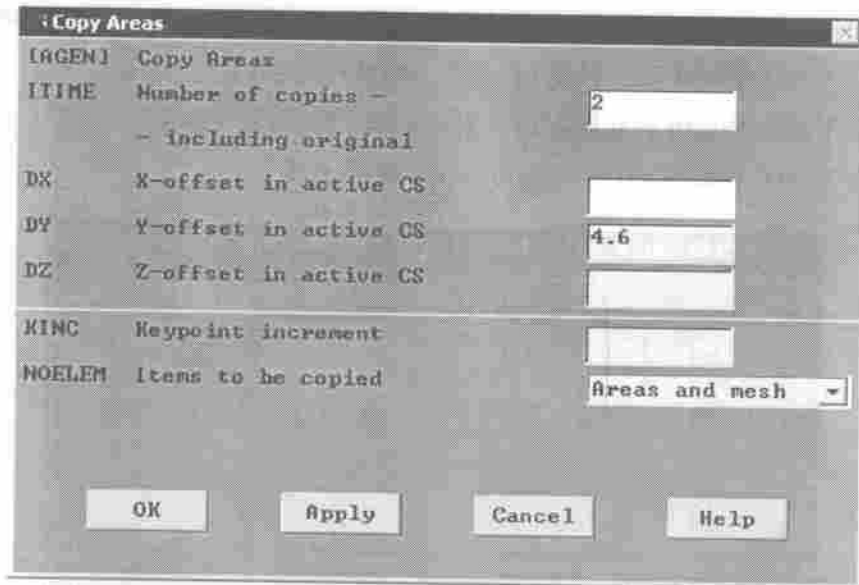 Copy Areas
[AGEN] Copy Areas
ITIME Number of copies - 2
- including original
DX X-offset in active CS
DY Y-offset in active CS 4.6
DZ Z-offset in active CS
KINC Keypoint increment
NOELEM Items to be copied Areas and mesh
OK Apply Cancel Help